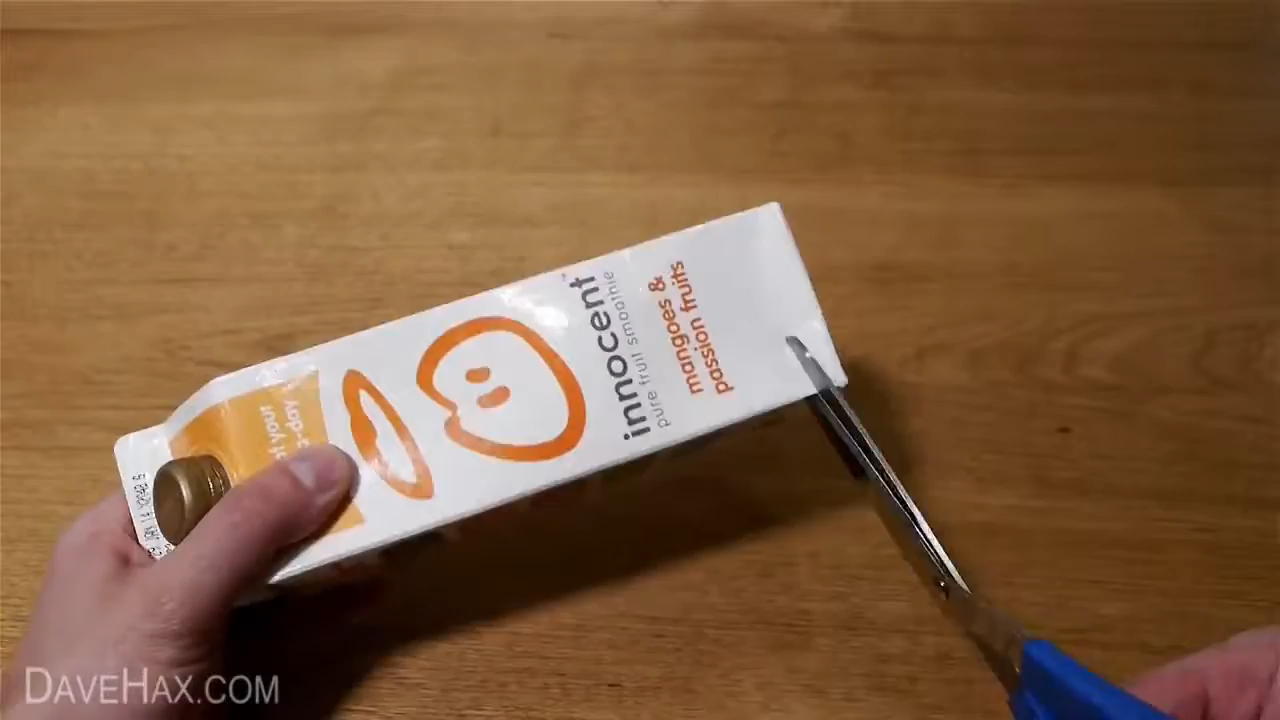 innocent
pure fruit smoothie
mangoes &
passion fruits
DAVEHAX.COM